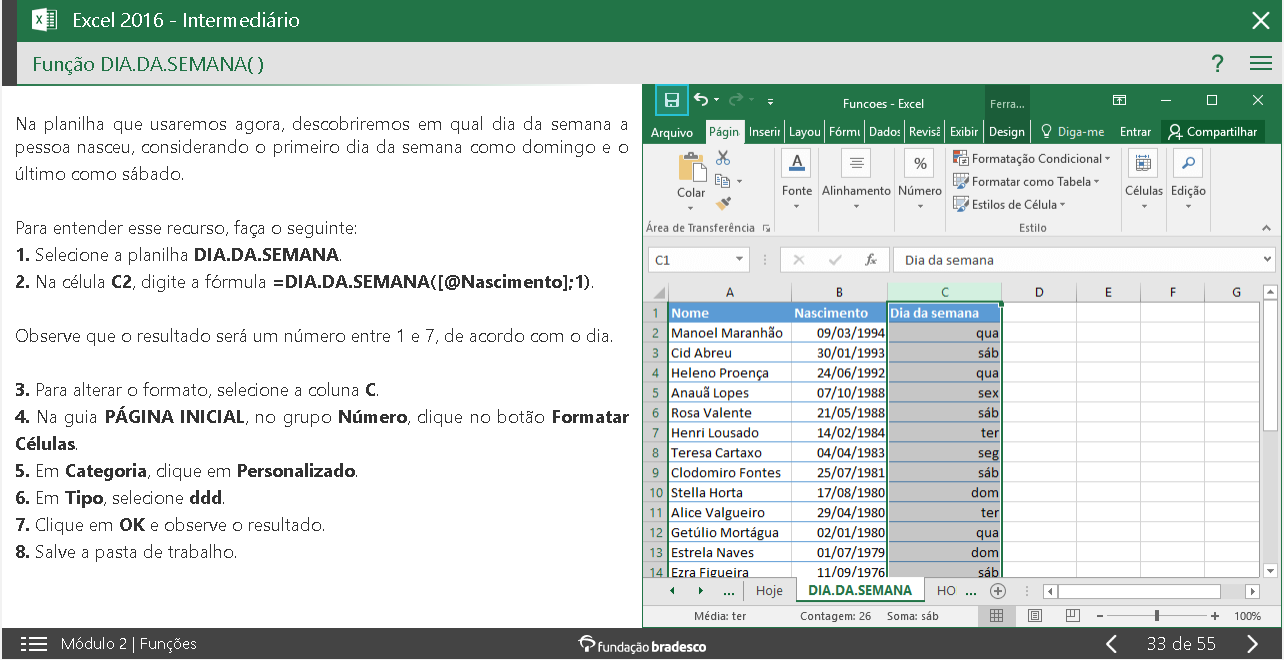 Excel 2016 - Intermediário
Função DIA.DA.SEMANA( )
?
Na planilha que usaremos agora, descobriremos em qual dia da semana a
pessoa nasceu, considerando o primeiro dia da semana como domingo e o
último como sábado.
Para entender esse recurso, faça o seguinte:
1. Selecione a planilha DIA.DA.SEMANA.
2. Na célula C2, digite a fórmula =DIA.DA.SEMANA([@Nascimento];1).
Observe que o resultado será um número entre 1 e 7, de acordo com o dia.
3. Para alterar o formato, selecione a coluna C.
4. Na guia PÁGINA INICIAL, no grupo Número, clique no botão Formatar
Células.
5. Em Categoria, clique em Personalizado.
6. Em Tipo, selecione ddd.
7. Clique em OK e observe o resultado.
8. Salve a pasta de trabalho.
Funcoes - Excel Ferra...
Arquivo Págin Inserir Layou Fórmu Dados Revisã Exibir Design Diga-me Entrar Compartilhar
Colar Fonte Alinhamento Número Formatação Condicional Formatar como Tabela Estilos de Célula Células Edição
Área de Transferência Estilo
C1 fx Dia da semana
A B C D E F G
1 Nome Nascimento Dia da semana
2 Manoel Maranhão 09/03/1994 qua
3 Cid Abreu 30/01/1993 sáb
4 Heleno Proença 24/06/1992 qua
5 Anauã Lopes 07/10/1988 sex
6 Rosa Valente 21/05/1988 sáb
7 Henri Lousado 14/02/1984 ter
8 Teresa Cartaxo 04/04/1983 seg
9 Clodomiro Fontes 25/07/1981 sáb
10 Stella Horta 17/08/1980 dom
11 Alice Valgueiro 29/04/1980 ter
12 Getúlio Mortágua 02/01/1980 qua
13 Estrela Naves 01/07/1979 dom
14 Ezra Figueira 11/09/1976 sáb
... Hoje DIA.DA.SEMANA HO ...
Média: ter Contagem: 26 Soma: sáb 100%
Módulo 2 | Funções fundação bradesco 33 de 55